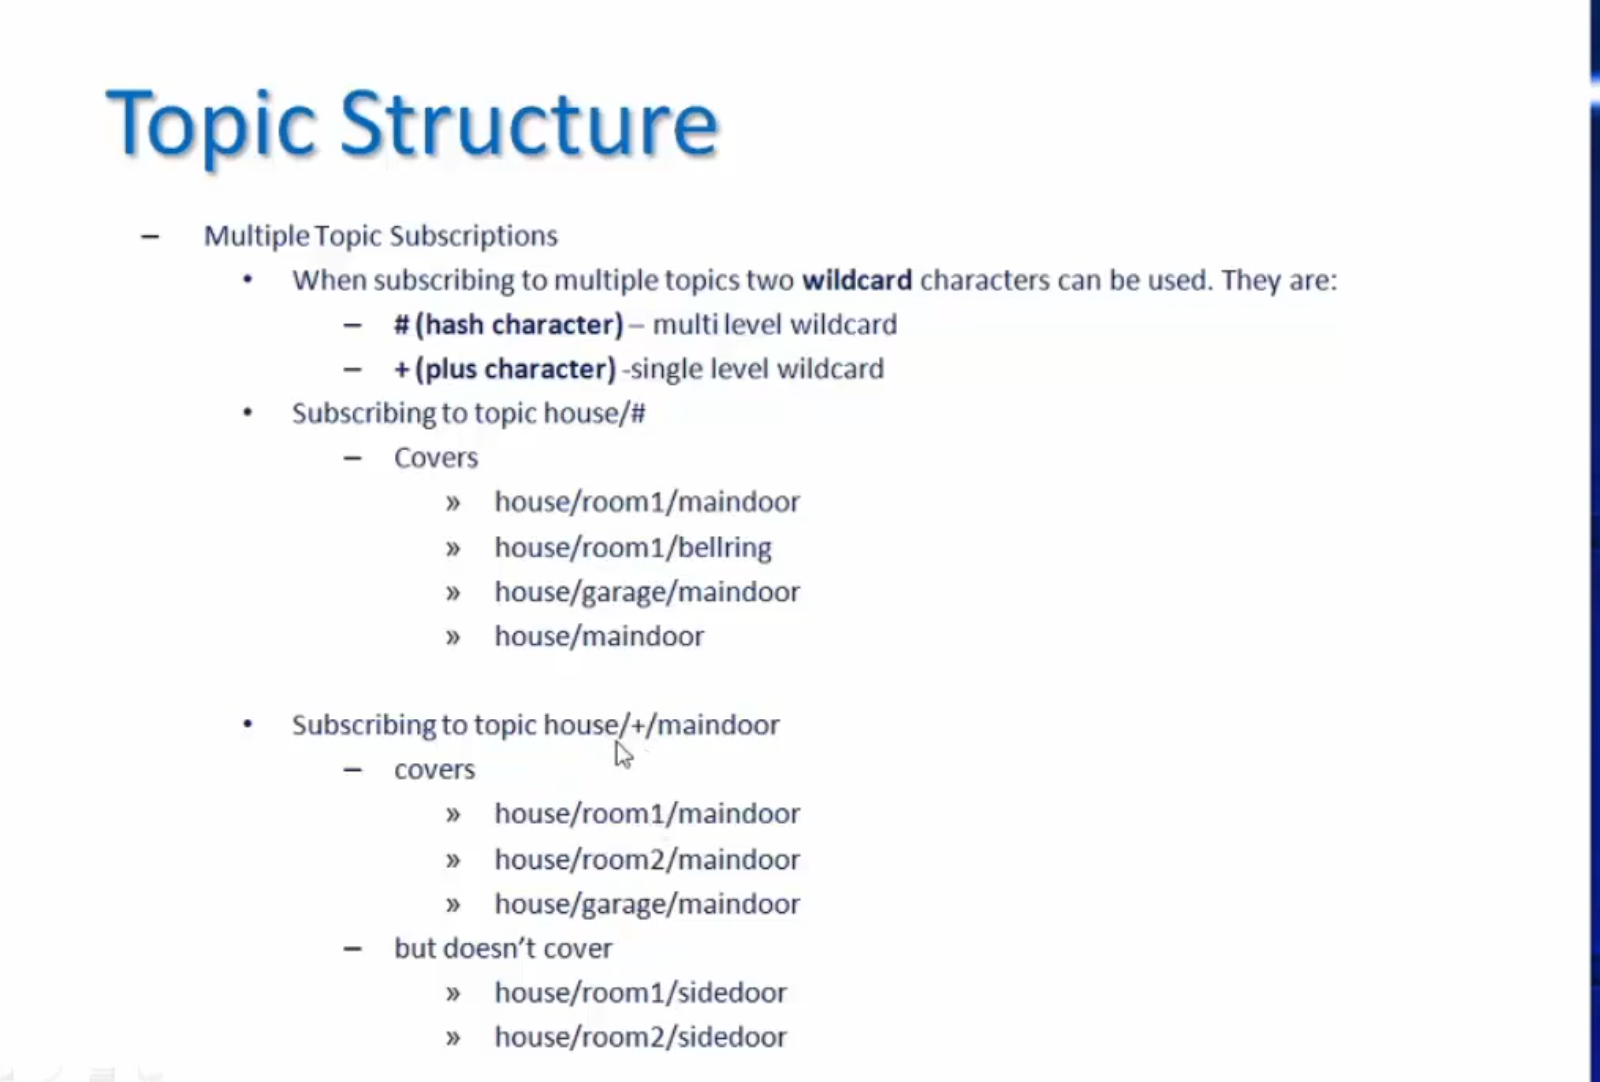 Topic Structure
– Multiple Topic Subscriptions
• When subscribing to multiple topics two wildcard characters can be used. They are:
– # (hash character) – multi level wildcard
– + (plus character) -single level wildcard
• Subscribing to topic house/#
– Covers
» house/room1/maindoor
» house/room1/bellring
» house/garage/maindoor
» house/maindoor
• Subscribing to topic house/+/maindoor
– covers
» house/room1/maindoor
» house/room2/maindoor
» house/garage/maindoor
– but doesn’t cover
» house/room1/sidedoor
» house/room2/sidedoor